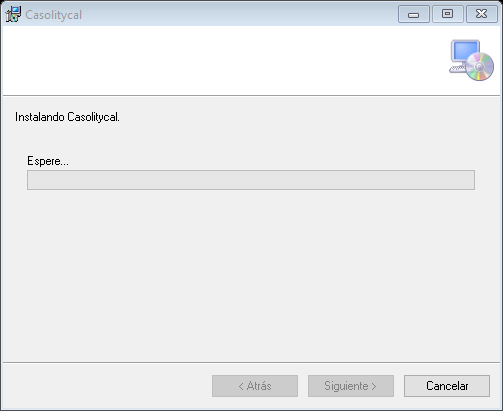 Casolitycal
Instalando Casolitycal.
Espere...
< Atrás
Siguiente >
Cancelar